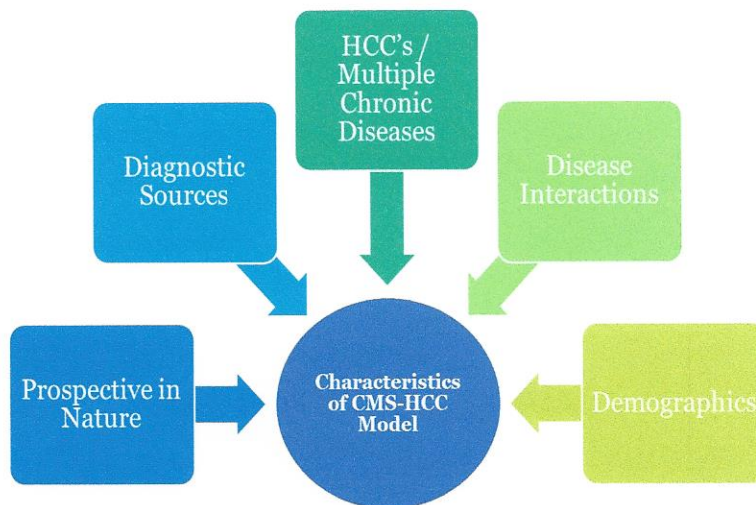 HCC's /
Multiple
Chronic
Diseases
Diagnostic
Sources
Disease
Interactions
Prospective in
Nature
Characteristics
of CMS-HCC
Model
Demographics